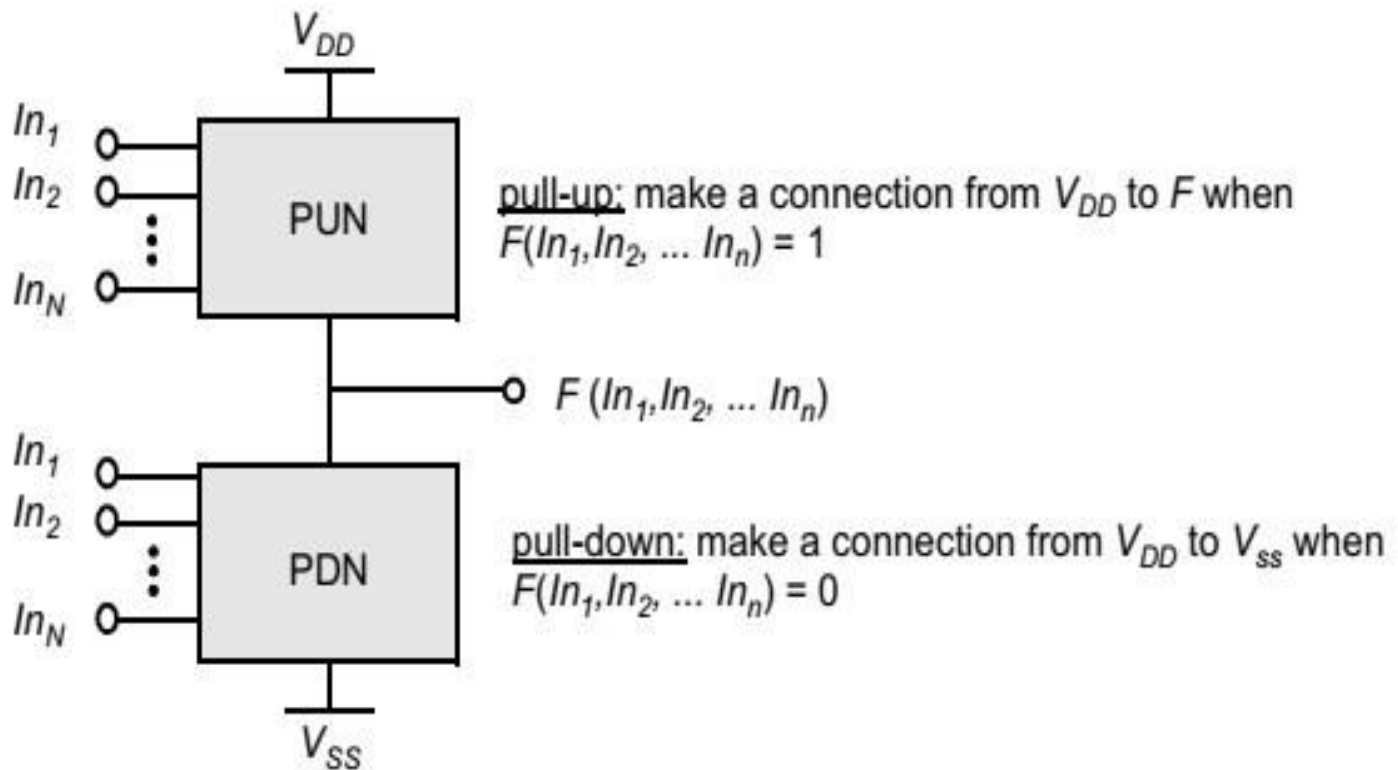 V_DD
In_1
In_2
In_N
PUN
pull-up: make a connection from V_DD to F when
F(In_1,In_2, ... In_n) = 1
F (In_1,In_2, ... In_n)
In_1
In_2
In_N
PDN
pull-down: make a connection from V_DD to V_ss when
F(In_1,In_2, ... In_n) = 0
V_SS